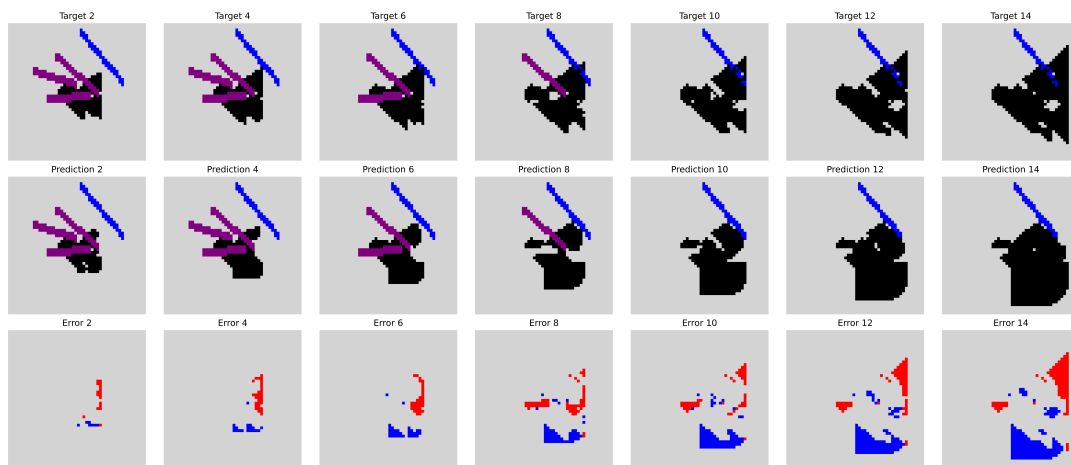 Target 2 Target 4 Target 6 Target 8 Target 10 Target 12 Target 14
Prediction 2 Prediction 4 Prediction 6 Prediction 8 Prediction 10 Prediction 12 Prediction 14
Error 2 Error 4 Error 6 Error 8 Error 10 Error 12 Error 14